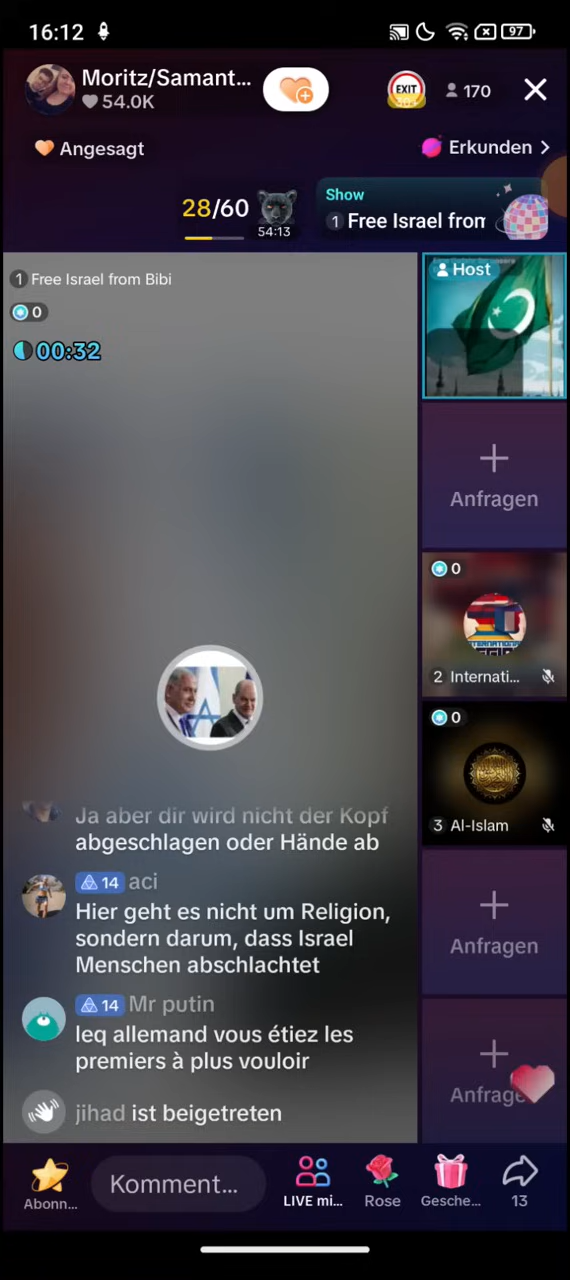 16:12
97
Moritz/Samant...
54.0K
EXIT
170
Angesagt
Erkunden
28/60
54:13
Show
1 Free Israel from
1 Free Israel from Bibi
0
00:32
Host
Anfragen
0
2 Internati...
0
3 Al-Islam
Anfragen
Anfragen
Ja aber dir wird nicht der Kopf
abgeschlagen oder Hände ab
14 aci
Hier geht es nicht um Religion,
sondern darum, dass Israel
Menschen abschlachtet
14 Mr putin
leq allemand vous étiez les
premiers à plus vouloir
jihad ist beigetreten
Abonn...
Komment...
LIVE mi...
Rose
Gesche...
13